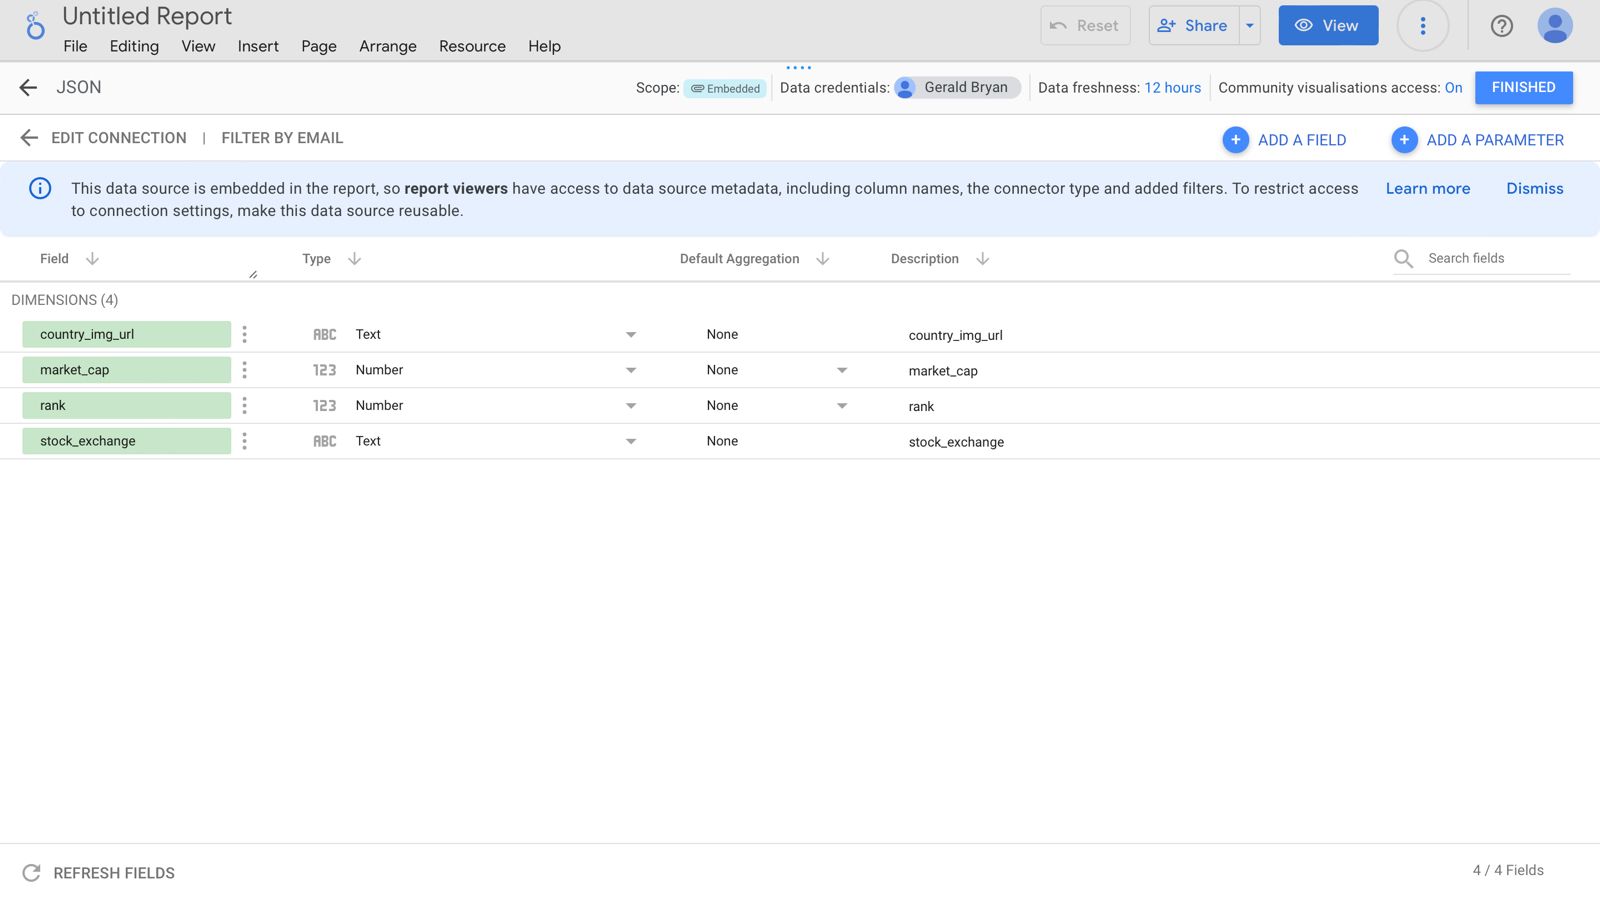 Untitled Report
File Editing View Insert Page Arrange Resource Help
Reset Share View
JSON
Scope: Embedded Data credentials: Gerald Bryan Data freshness: 12 hours Community visualisations access: On FINISHED
EDIT CONNECTION | FILTER BY EMAIL
ADD A FIELD ADD A PARAMETER
This data source is embedded in the report, so report viewers have access to data source metadata, including column names, the connector type and added filters. To restrict access
to connection settings, make this data source reusable.
Learn more Dismiss
Field Type Default Aggregation Description Search fields
DIMENSIONS (4)
country_img_url ABC Text None country_img_url
market_cap 123 Number None market_cap
rank 123 Number None rank
stock_exchange ABC Text None stock_exchange
REFRESH FIELDS 4 / 4 Fields